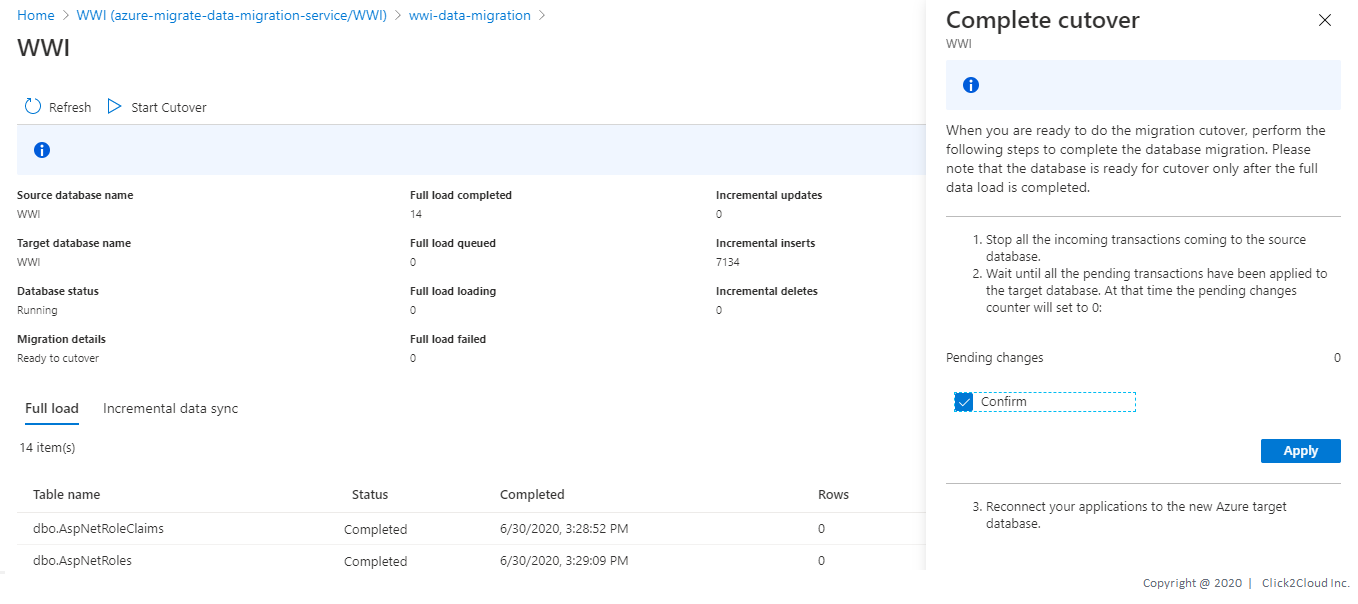 Home > WWI (azure-migrate-data-migration-service/WWI) > wwi-data-migration >
WWI
Refresh Start Cutover
Source database name
WWI
Full load completed
14
Incremental updates
0
Target database name
WWI
Full load queued
0
Incremental inserts
7134
Database status
Running
Full load loading
0
Incremental deletes
0
Migration details
Ready to cutover
Full load failed
0
Full load Incremental data sync
14 item(s)
Table name Status Completed Rows
dbo.AspNetRoleClaims Completed 6/30/2020, 3:28:52 PM 0
dbo.AspNetRoles Completed 6/30/2020, 3:29:09 PM 0
Complete cutover
WWI
When you are ready to do the migration cutover, perform the
following steps to complete the database migration. Please
note that the database is ready for cutover only after the full
data load is completed.
1. Stop all the incoming transactions coming to the source
database.
2. Wait until all the pending transactions have been applied to
the target database. At that time the pending changes
counter will set to 0:
Pending changes 0
Confirm
Apply
3. Reconnect your applications to the new Azure target
database.
Copyright @ 2020 | Click2Cloud Inc.